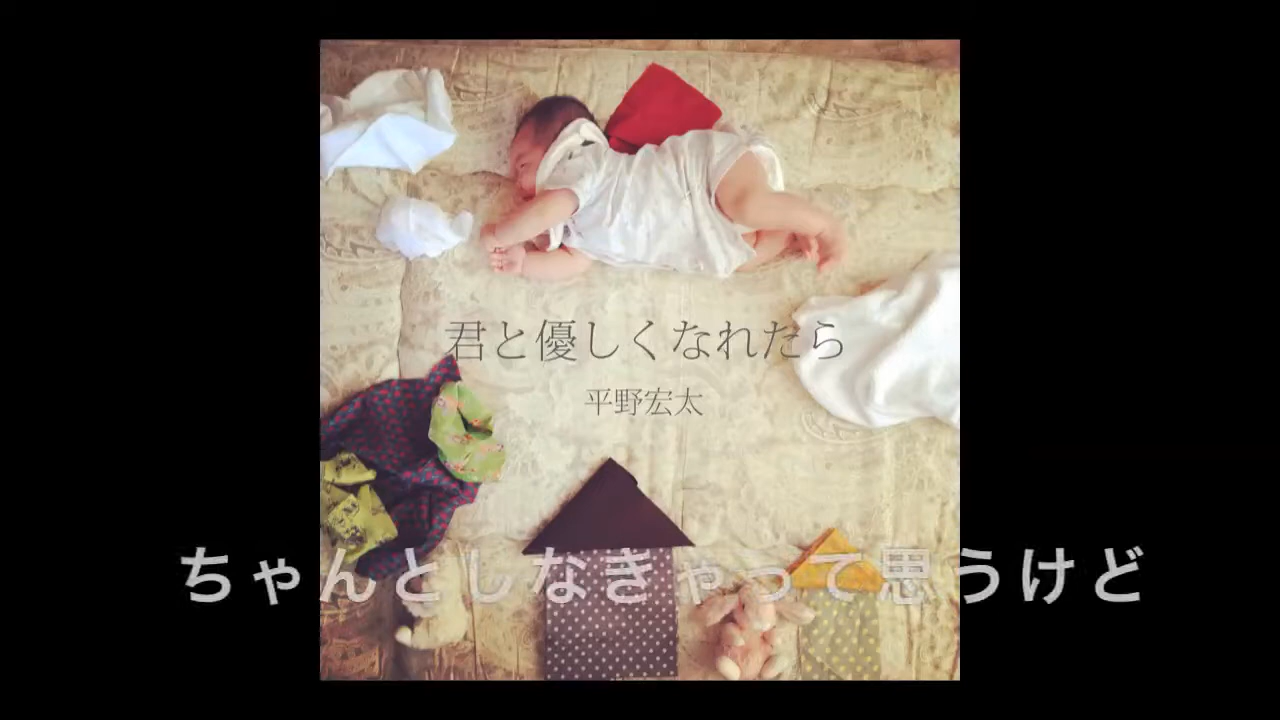 君と優しくなれたら
平野宏太
ちゃんとしなきゃって思うけど